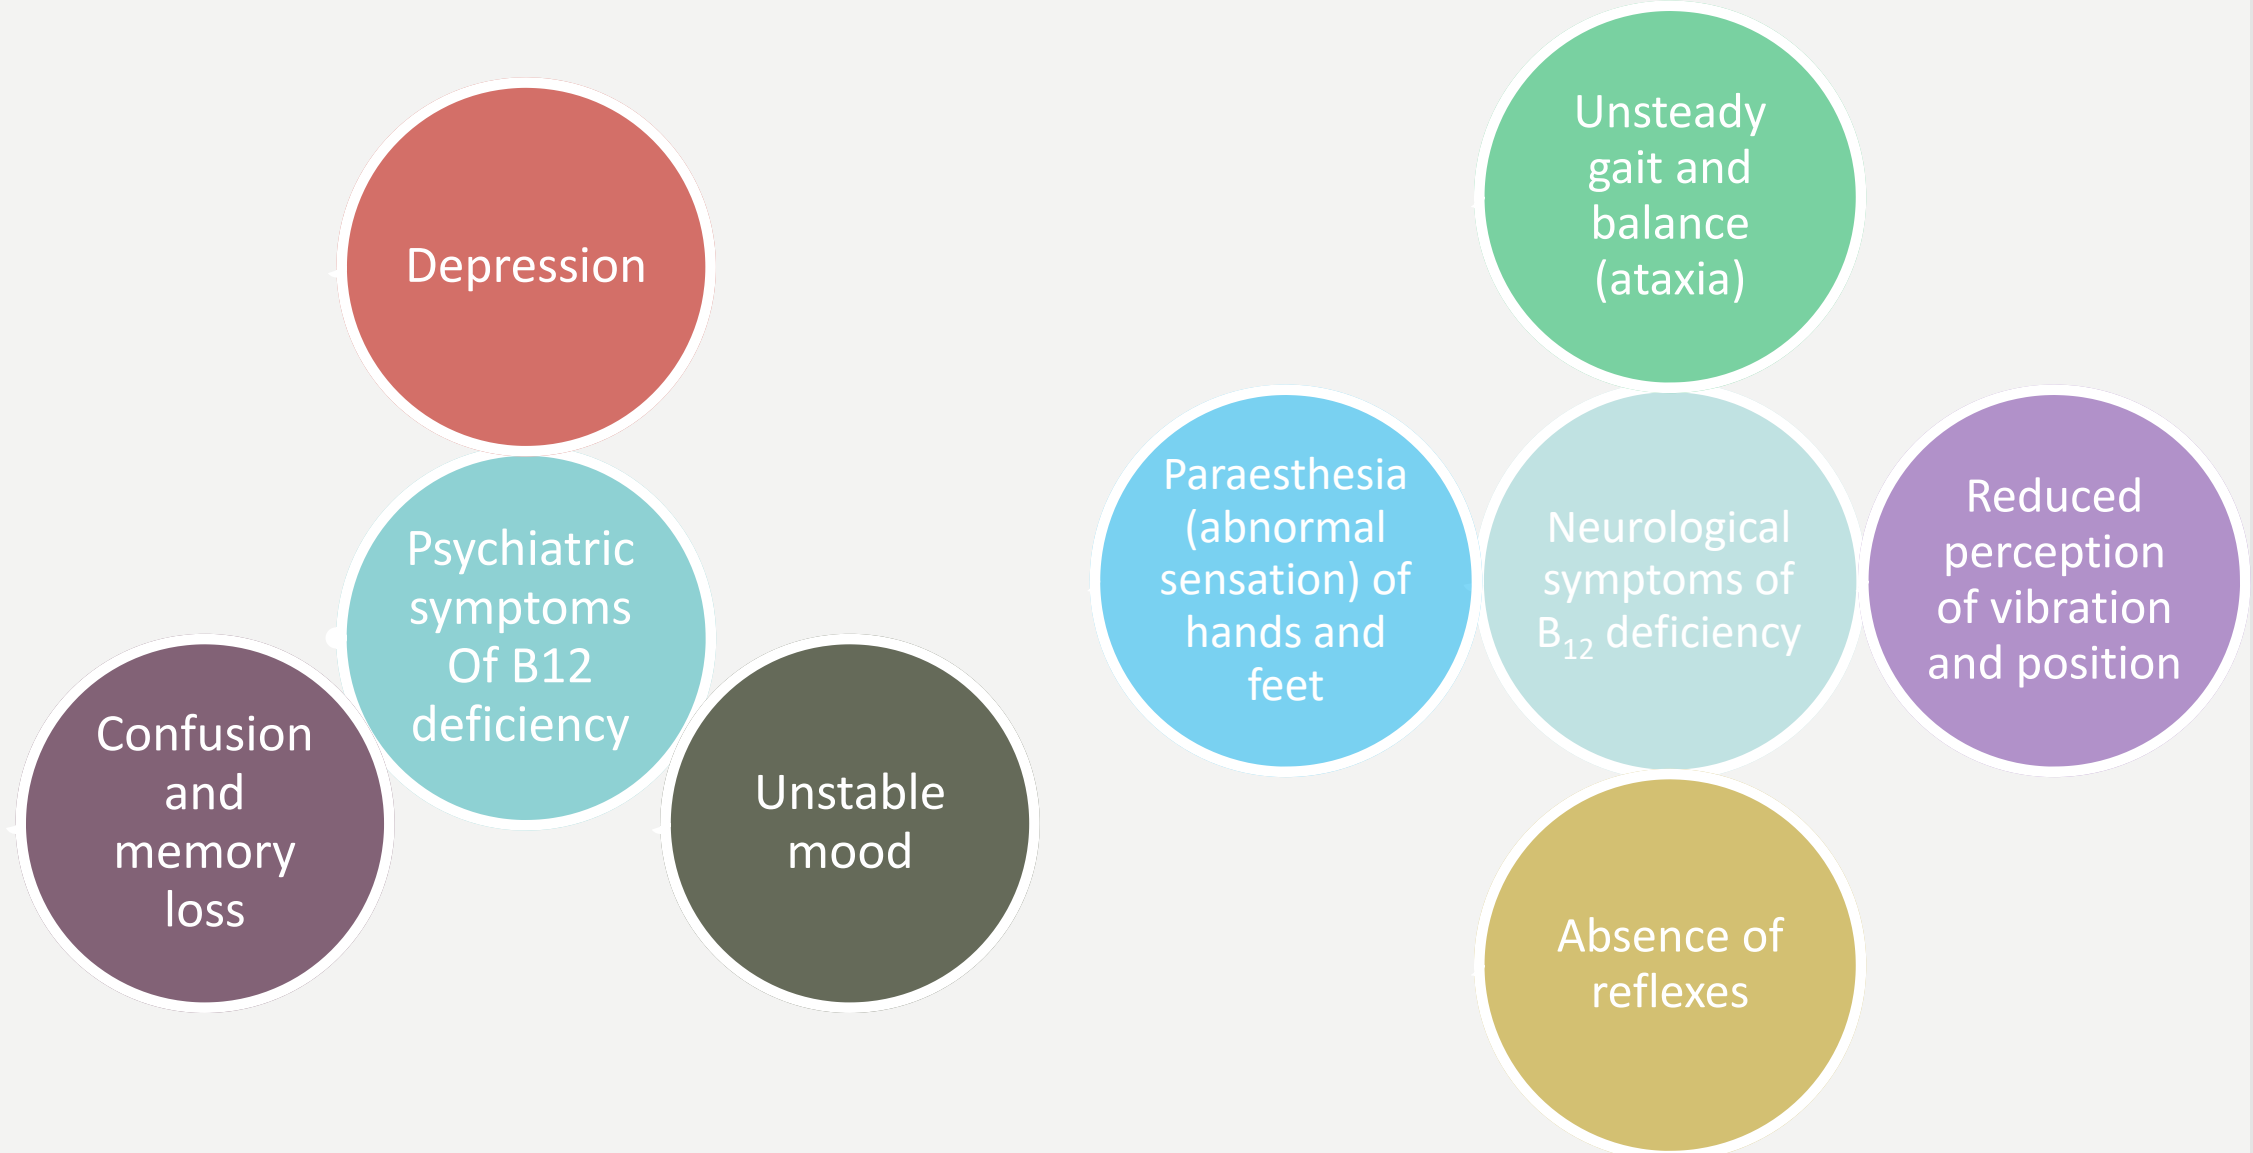 Depression
Psychiatric
symptoms
Of B12
deficiency
Confusion
and
memory
loss
Unstable
mood
Unsteady
gait and
balance
(ataxia)
Paraesthesia
(abnormal
sensation) of
hands and
feet
Neurological
symptoms of
B₁₂ deficiency
Reduced
perception
of vibration
and position
Absence of
reflexes